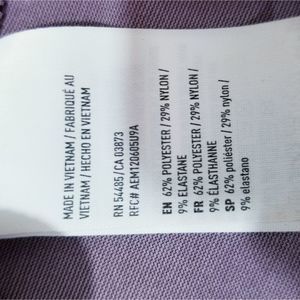 MADE IN VIETNAM / FABRIQUÉ AU
VIETNAM / HECHO EN VIETNAM
RN 54485 / CA 03873
RFC# AEM120605U9A
EN 62% POLYESTER / 29% NYLON /
9% ELASTANE
FR 62% POLYESTER / 29% NYLON /
9% ÉLASTHANNE
SP 62% poliéster / 29% nylon /
9% elastano